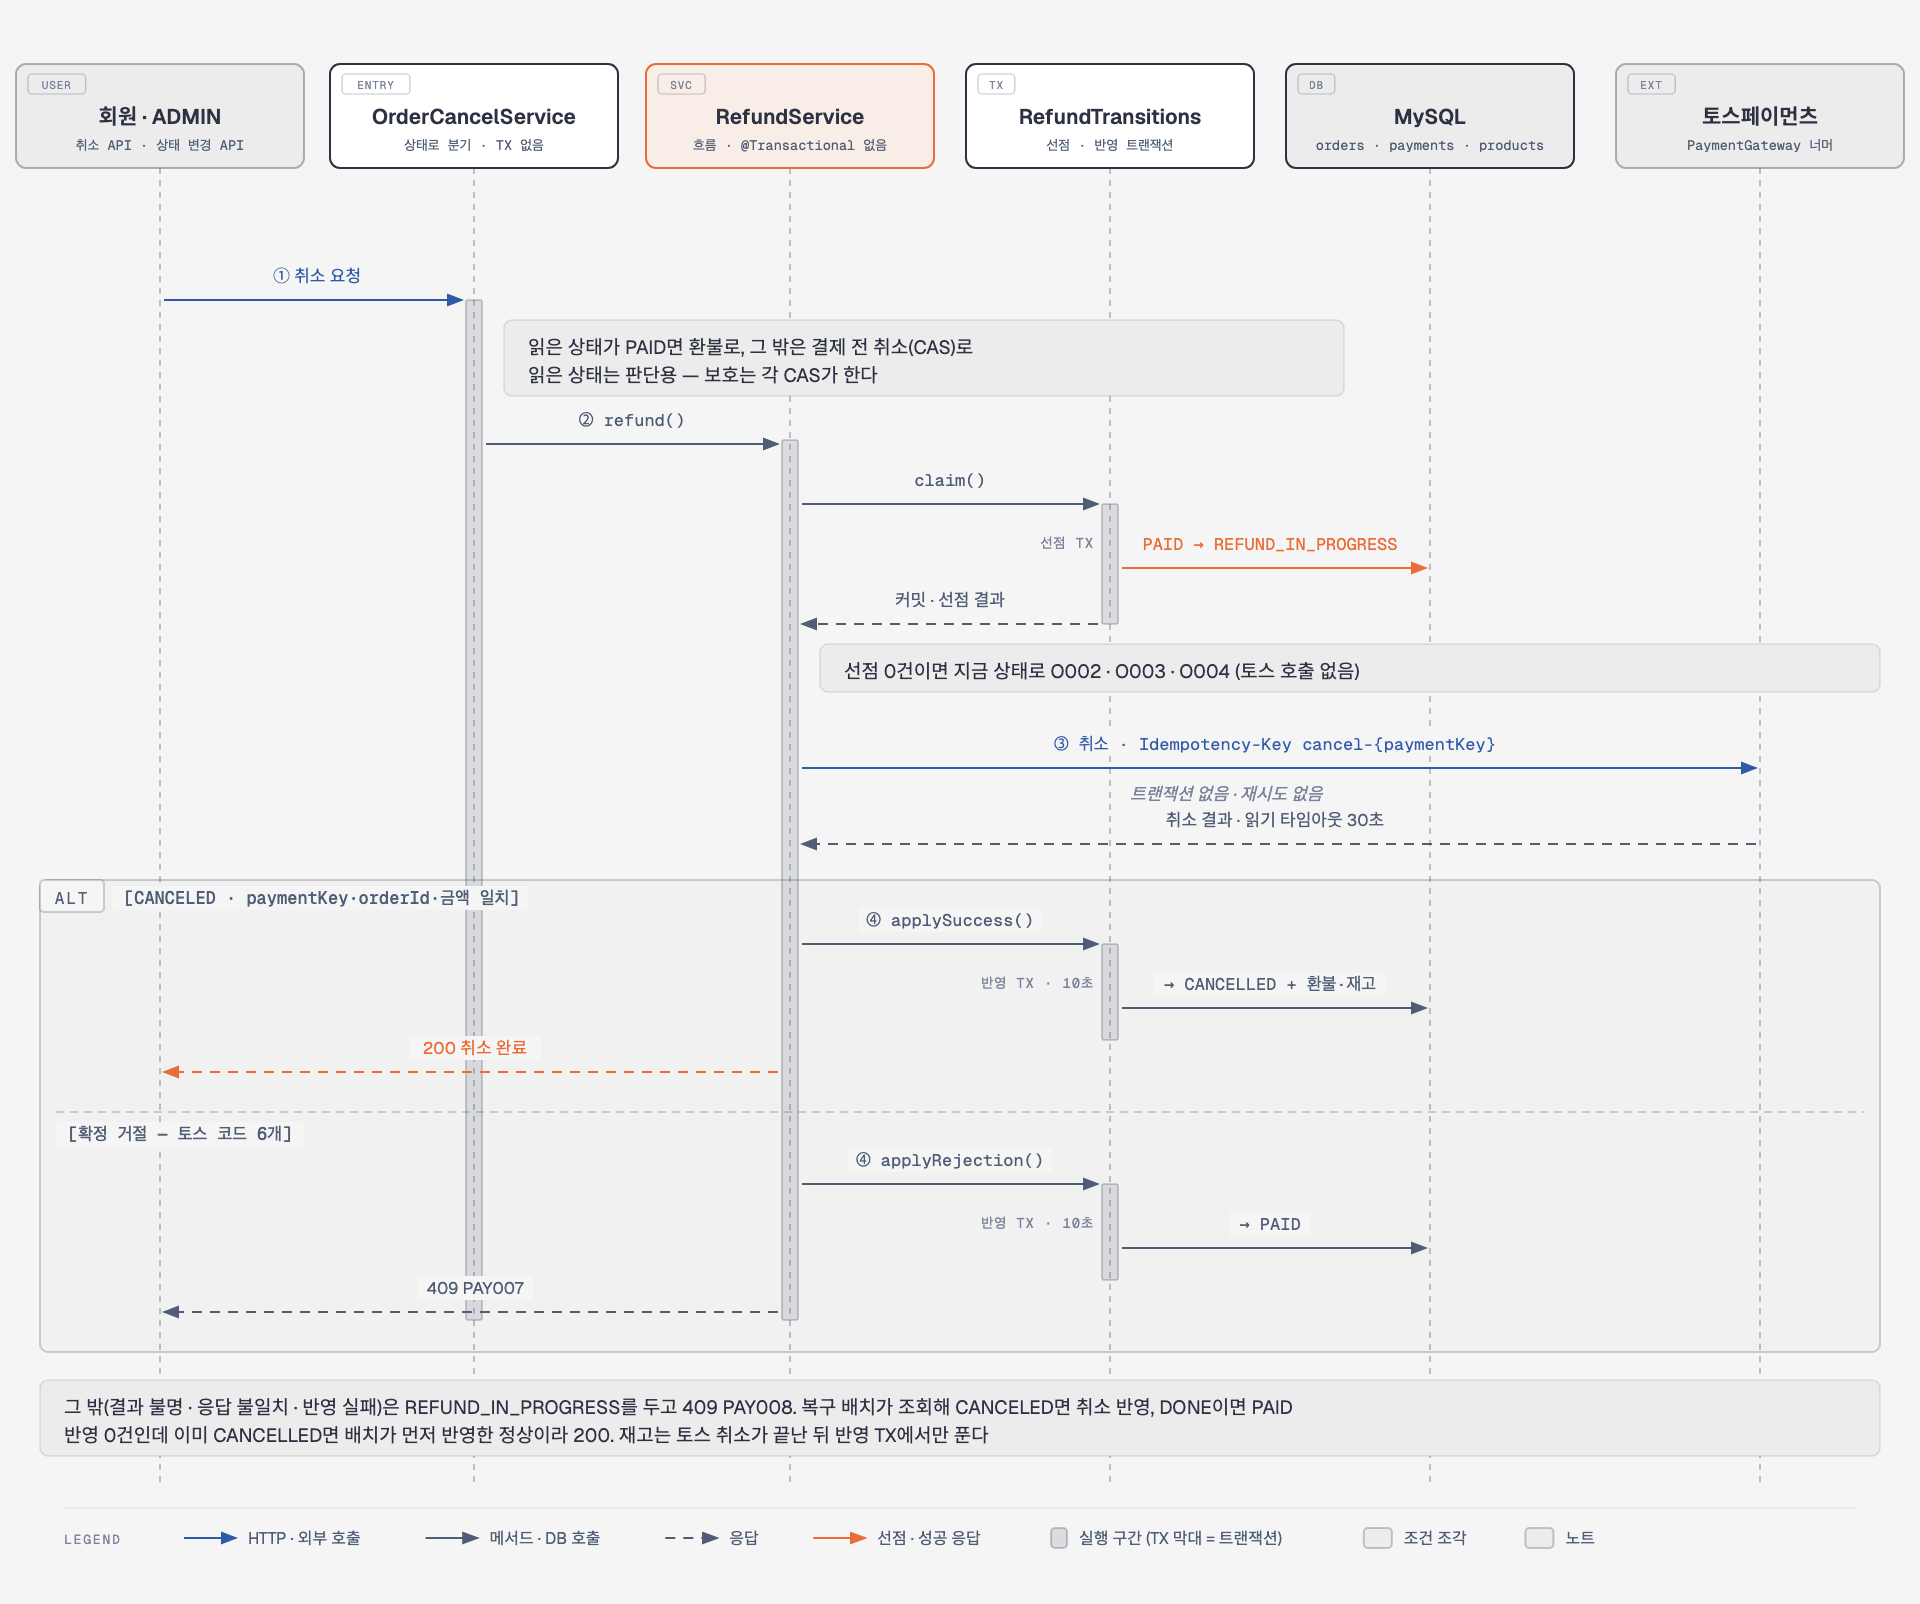 USER
회원 · ADMIN
취소 API · 상태 변경 API
ENTRY
OrderCancelService
상태로 분기 · TX 없음
SVC
RefundService
흐름 · @Transactional 없음
TX
RefundTransitions
선점 · 반영 트랜잭션
DB
MySQL
orders · payments · products
EXT
토스페이먼츠
PaymentGateway 너머
① 취소 요청
읽은 상태가 PAID면 환불로, 그 밖은 결제 전 취소(CAS)로
읽은 상태는 판단용 — 보호는 각 CAS가 한다
② refund()
claim()
선점 TX
PAID → REFUND_IN_PROGRESS
커밋 · 선점 결과
선점 0건이면 지금 상태로 O002 · O003 · O004 (토스 호출 없음)
③ 취소 · Idempotency-Key cancel-{paymentKey}
트랜잭션 없음 · 재시도 없음
취소 결과 · 읽기 타임아웃 30초
ALT
[CANCELED · paymentKey·orderId·금액 일치]
④ applySuccess()
반영 TX · 10초
→ CANCELLED + 환불·재고
200 취소 완료
[확정 거절 — 토스 코드 6개]
④ applyRejection()
반영 TX · 10초
→ PAID
409 PAY007
그 밖(결과 불명 · 응답 불일치 · 반영 실패)은 REFUND_IN_PROGRESS를 두고 409 PAY008. 복구 배치가 조회해 CANCELED면 취소 반영, DONE이면 PAID
반영 0건인데 이미 CANCELLED면 배치가 먼저 반영한 정상이라 200. 재고는 토스 취소가 끝난 뒤 반영 TX에서만 푼다
LEGEND
HTTP · 외부 호출
메서드 · DB 호출
응답
선점 · 성공 응답
실행 구간 (TX 막대 = 트랜잭션)
조건 조각
노트